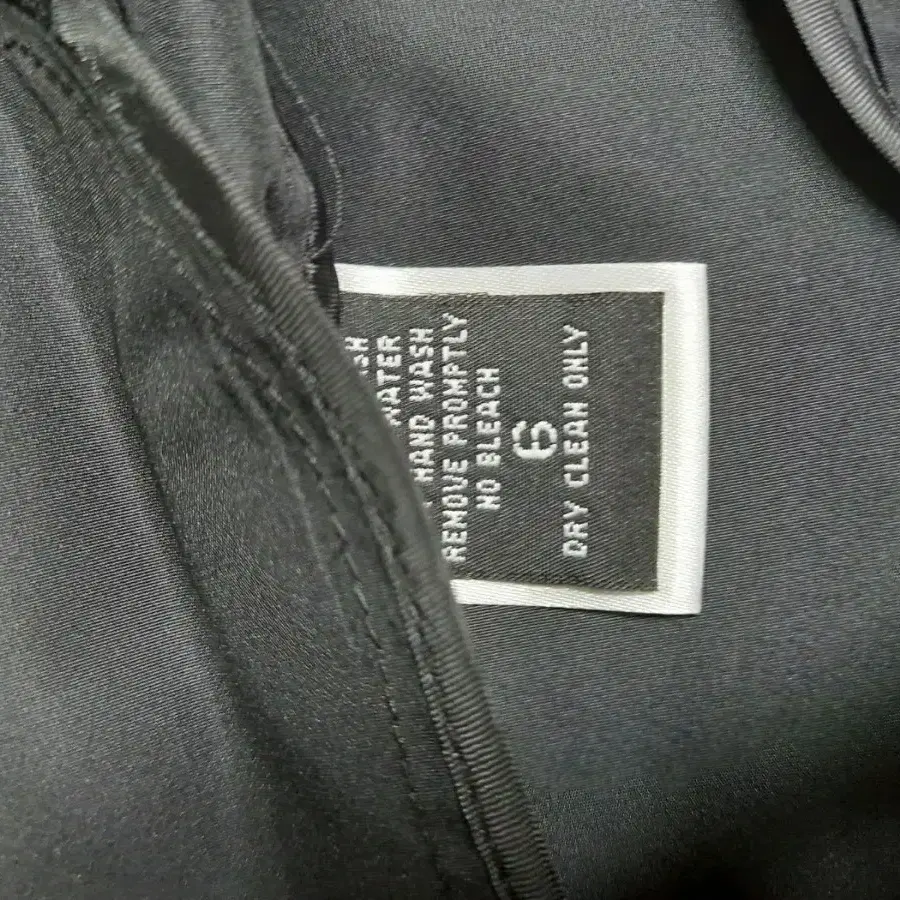 WATER
HAND WASH
REMOVE PROMPTLY
NO BLEACH
6
DRY CLEAN ONLY